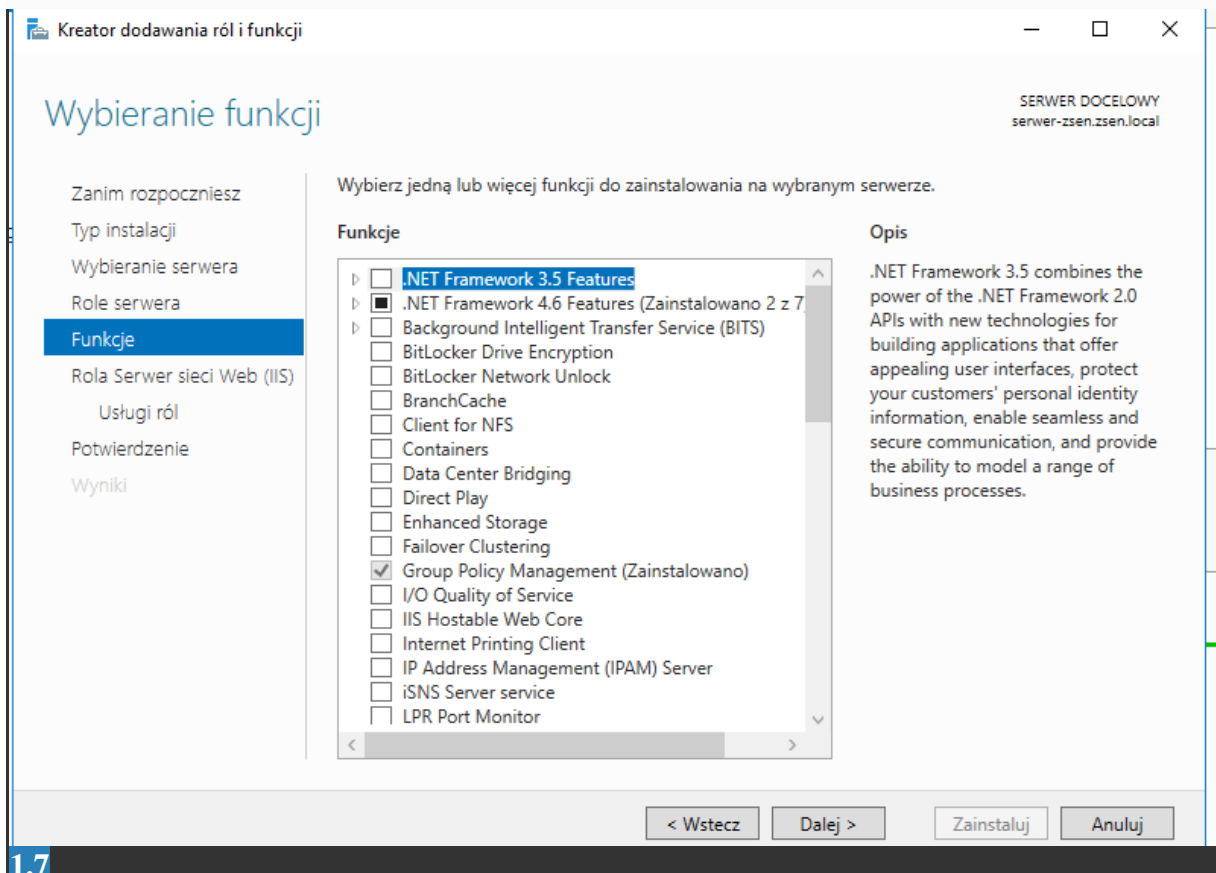 Kreator dodawania ról i funkcji
Wybieranie funkcji
SERWER DOCELOWY
serwer-zsen.zsen.local
Zanim rozpoczniesz
Typ instalacji
Wybieranie serwera
Role serwera
Funkcje
Rola Serwer sieci Web (IIS)
Usługi ról
Potwierdzenie
Wyniki
Wybierz jedną lub więcej funkcji do zainstalowania na wybranym serwerze.
Funkcje
.NET Framework 3.5 Features
.NET Framework 4.6 Features (Zainstalowano 2 z 7
Background Intelligent Transfer Service (BITS)
BitLocker Drive Encryption
BitLocker Network Unlock
BranchCache
Client for NFS
Containers
Data Center Bridging
Direct Play
Enhanced Storage
Failover Clustering
Group Policy Management (Zainstalowano)
I/O Quality of Service
IIS Hostable Web Core
Internet Printing Client
IP Address Management (IPAM) Server
iSNS Server service
LPR Port Monitor
Opis
.NET Framework 3.5 combines the
power of the .NET Framework 2.0
APIs with new technologies for
building applications that offer
appealing user interfaces, protect
your customers' personal identity
information, enable seamless and
secure communication, and provide
the ability to model a range of
business processes.
< Wstecz
Dalej >
Zainstaluj
Anuluj
1.7